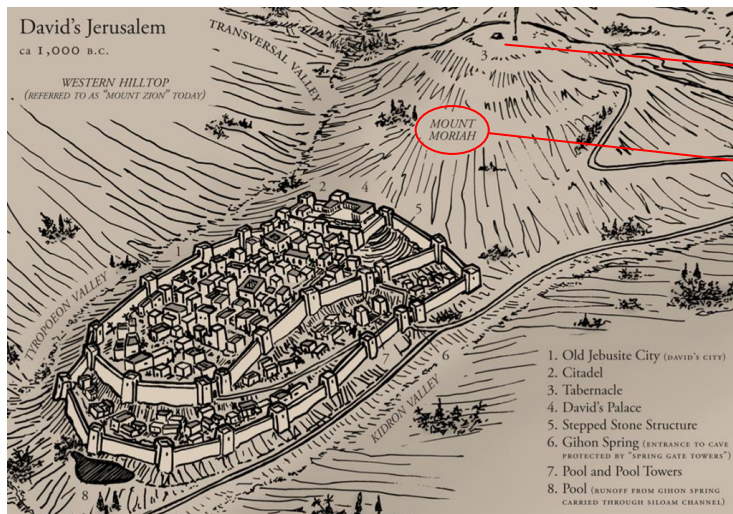 David's Jerusalem
ca 1,000 B.C.
WESTERN HILLTOP
(REFERRED TO AS "MOUNT ZION" TODAY)
TRANSVERSAL VALLEY
3
MOUNT
MORIAH
2
4
5
1
TYROPOEON VALLEY
7
6
KIDRON VALLEY
8
1. Old Jebusite City (DAVID'S CITY)
2. Citadel
3. Tabernacle
4. David's Palace
5. Stepped Stone Structure
6. Gihon Spring (ENTRANCE TO CAVE
PROTECTED BY "SPRING GATE TOWERS")
7. Pool and Pool Towers
8. Pool (RUNOFF FROM GIHON SPRING
CARRIED THROUGH SILOAM CHANNEL)